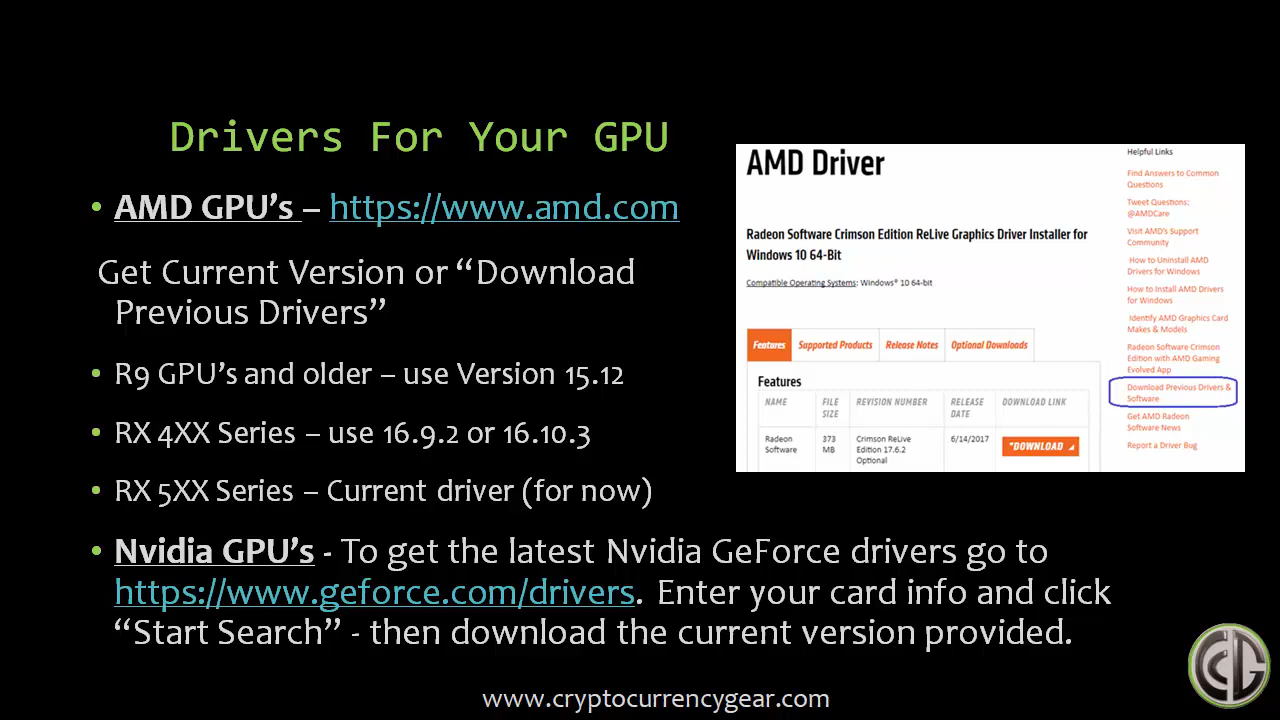 Drivers For Your GPU
• AMD GPU’s – https://www.amd.com
Get Current Version or “Download
Previous Drivers”
• R9 GPU’s and older – use Version 15.12
• RX 4XX Series – use 16.9.2 or 16.10.3
• RX 5XX Series – Current driver (for now)
• Nvidia GPU’s - To get the latest Nvidia GeForce drivers go to
https://www.geforce.com/drivers. Enter your card info and click
“Start Search” - then download the current version provided.
AMD Driver
Radeon Software Crimson Edition ReLive Graphics Driver Installer for
Windows 10 64-Bit
Compatible Operating Systems: Windows® 10 64-bit
Features Supported Products Release Notes Optional Downloads
Features
NAME FILE SIZE REVISION NUMBER RELEASE DATE DOWNLOAD LINK
Radeon Software 373 MB Crimson ReLive Edition 17.6.2 Optional 6/14/2017 *DOWNLOAD
Helpful Links
Find Answers to Common
Questions
Tweet Questions:
@AMDCare
Visit AMD's Support
Community
How to Uninstall AMD
Drivers for Windows
How to Install AMD Drivers
for Windows
Identify AMD Graphics Card
Makes & Models
Radeon Software Crimson
Edition with AMD Gaming
Evolved App
Download Previous Drivers &
Software
Get AMD Radeon
Software News
Report a Driver Bug
www.cryptocurrencygear.com
CCG